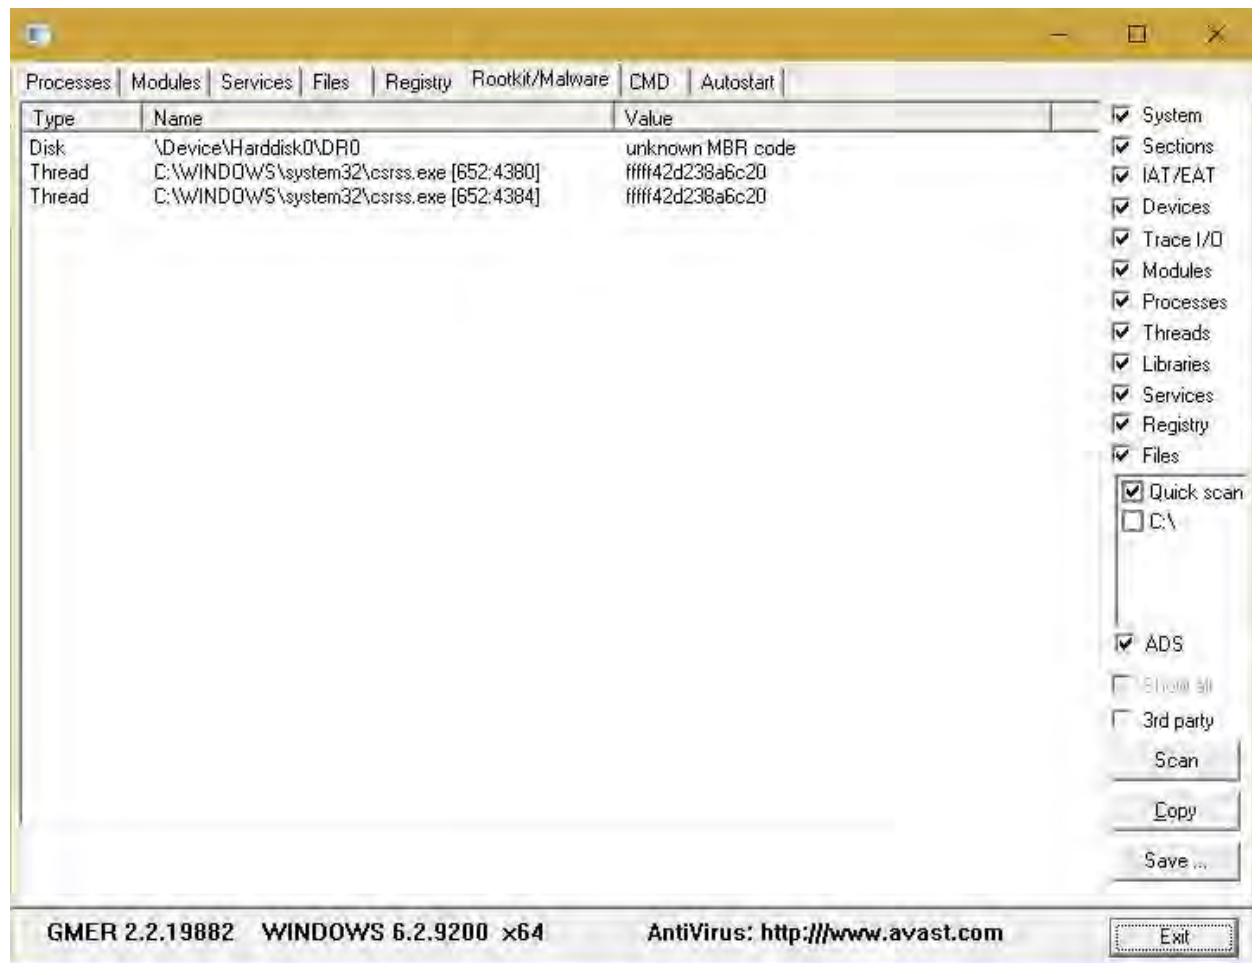 Processes Modules Services Files Registry Rootkit/Malware CMD Autostart
Type Name Value
Disk \Device\Harddisk0\DR0 unknown MBR code
Thread C:\WINDOWS\system32\csrss.exe [652:4380] fffff42d238a6c20
Thread C:\WINDOWS\system32\csrss.exe [652:4384] fffff42d238a6c20
System
Sections
IAT/EAT
Devices
Trace I/O
Modules
Processes
Threads
Libraries
Services
Registry
Files
Quick scan
C:\
ADS
Show all
3rd party
Scan
Copy
Save ...
GMER 2.2.19882 WINDOWS 6.2.9200 x64 AntiVirus: http:///www.avast.com Exit